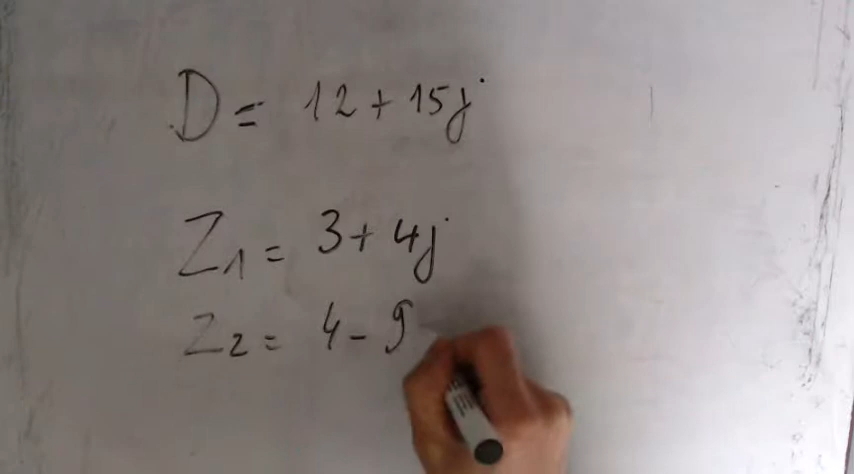 D = 12 + 15j
Z1 = 3 + 4j
Z2 = 4 - 9